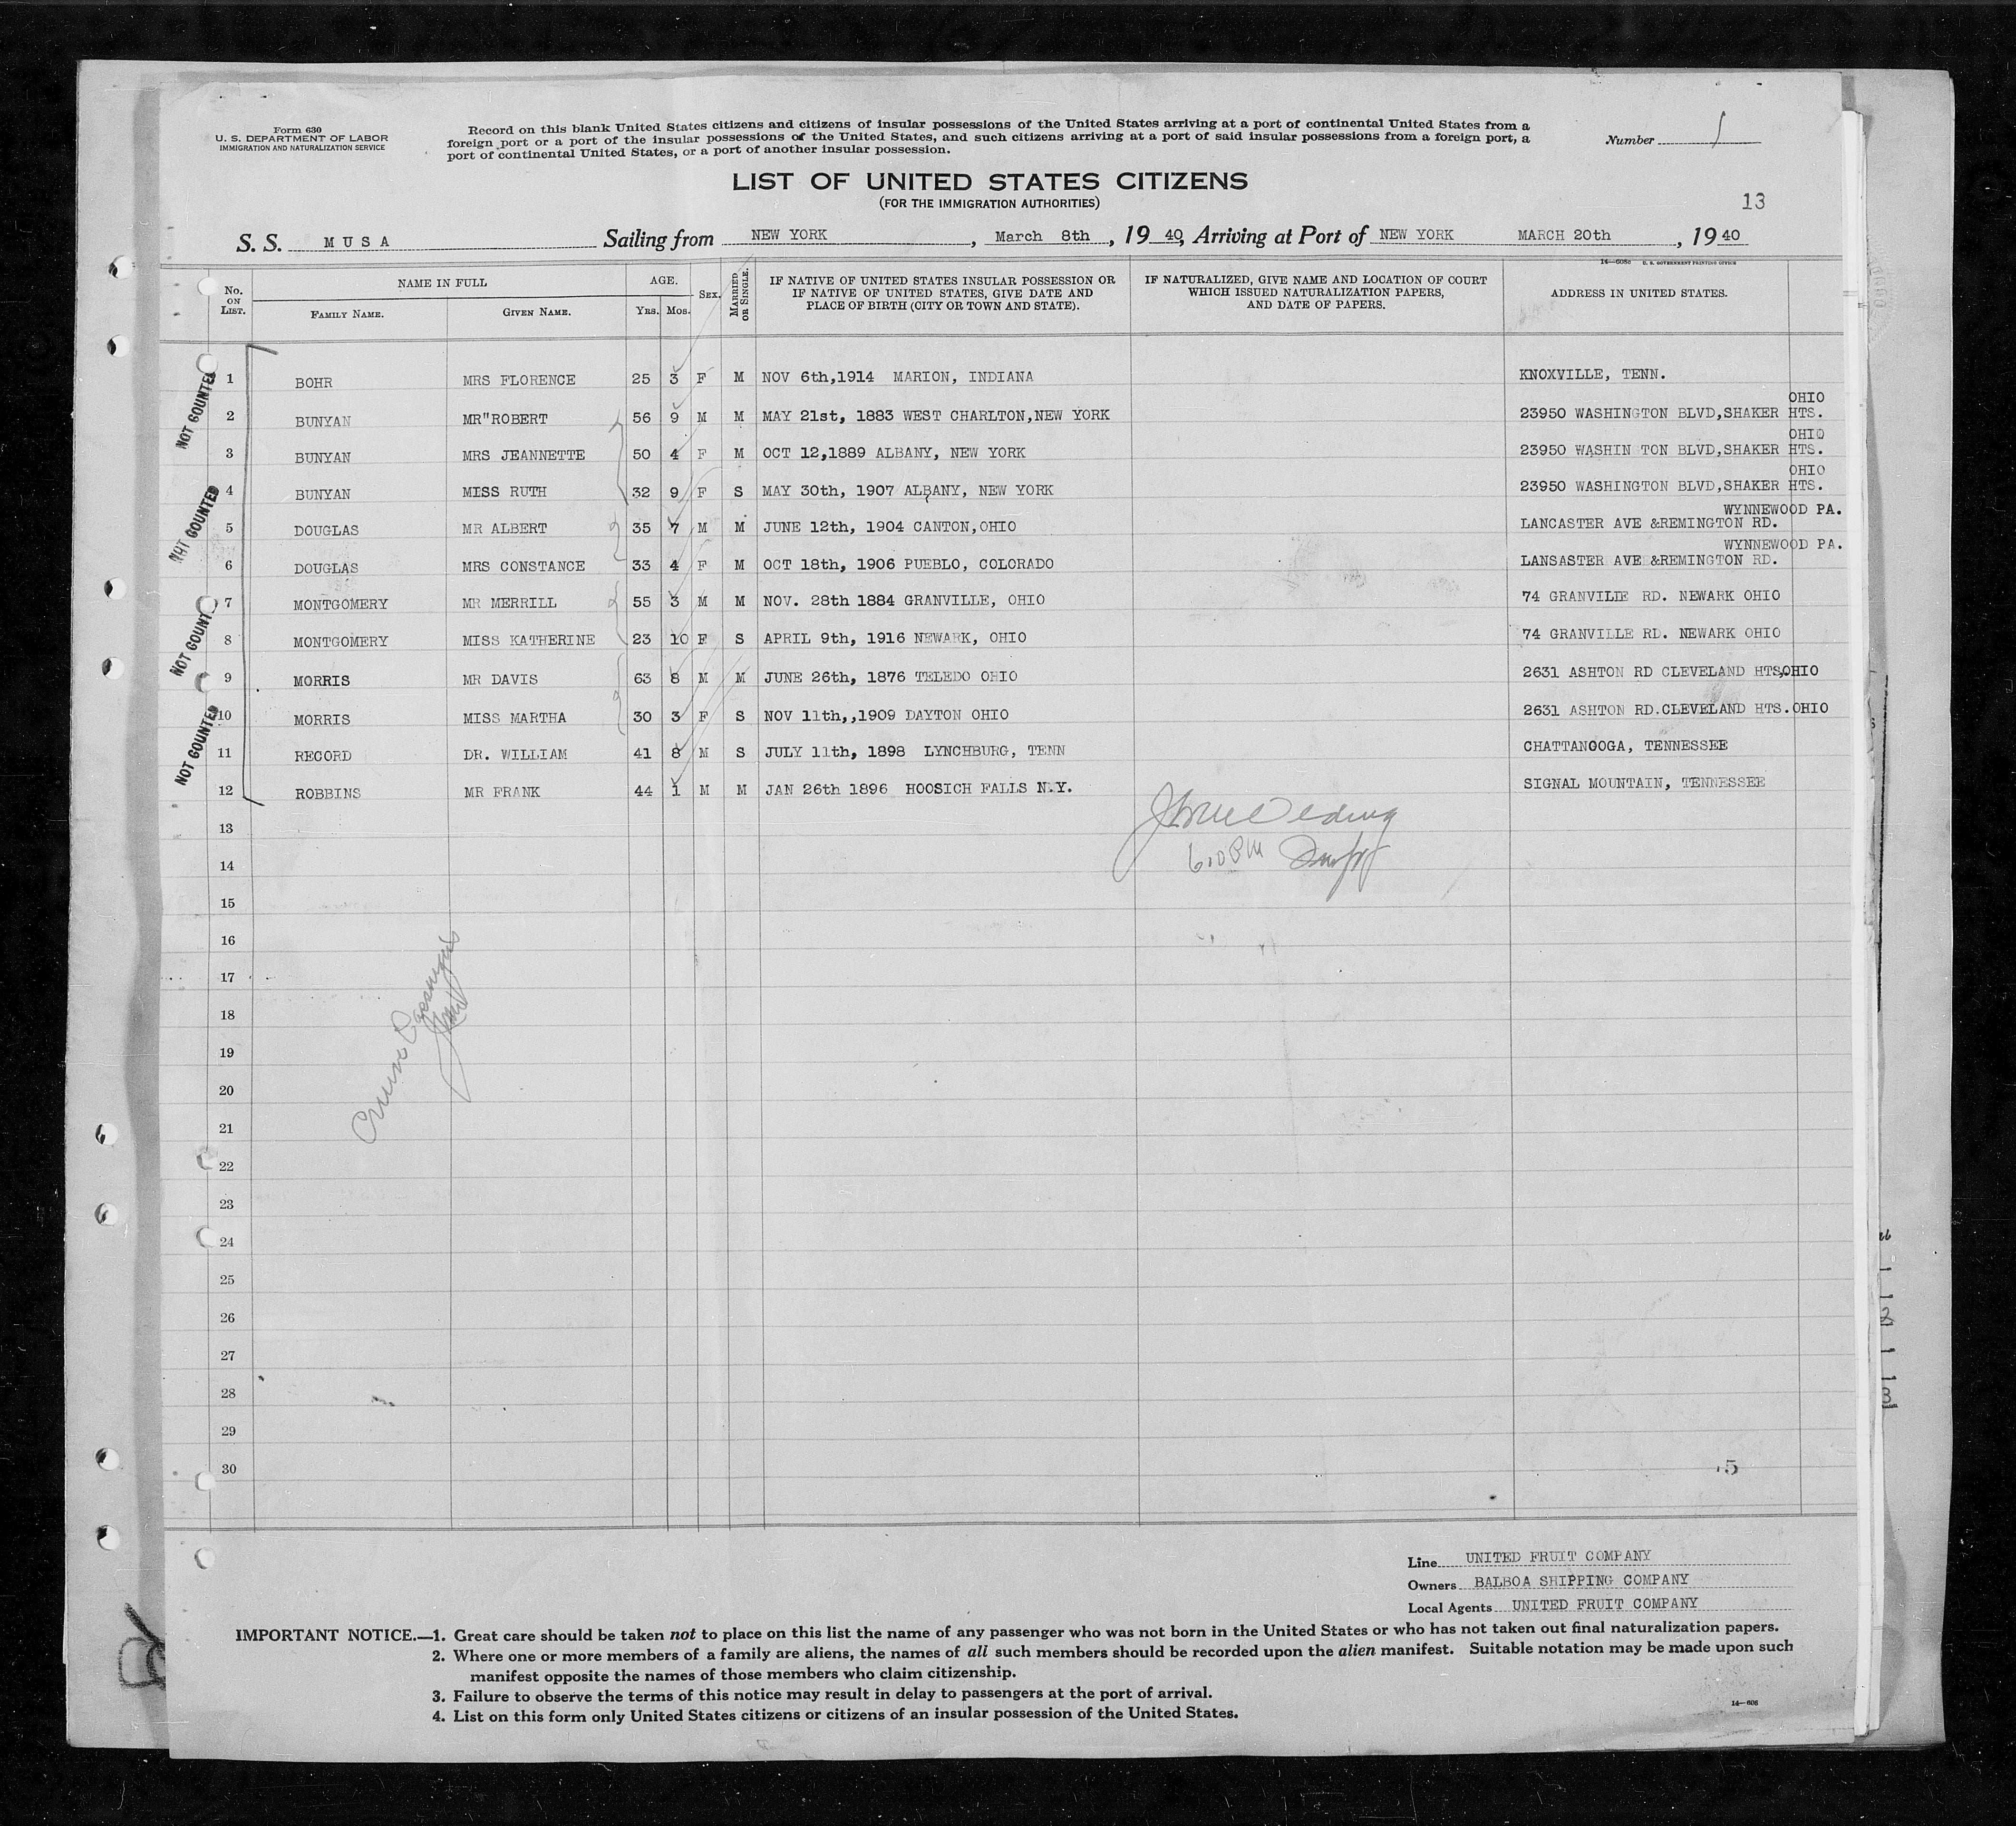 Form 630
U. S. DEPARTMENT OF LABOR
IMMIGRATION AND NATURALIZATION SERVICE
Record on this blank United States citizens and citizens of insular possessions of the United States arriving at a port of continental United States from a
foreign port or a port of the insular possessions of the United States, and such citizens arriving at a port of said insular possessions from a foreign port, a
port of continental United States, or a port of another insular possession.
Number 1
LIST OF UNITED STATES CITIZENS
(FOR THE IMMIGRATION AUTHORITIES)
13
S. S. MUSA Sailing from NEW YORK, March 8th, 1940, Arriving at Port of NEW YORK MARCH 20th, 1940
14—608c U. S. GOVERNMENT PRINTING OFFICE
No. ON LIST. NAME IN FULL AGE. SEX. MARRIED OR SINGLE. IF NATIVE OF UNITED STATES INSULAR POSSESSION OR IF NATIVE OF UNITED STATES, GIVE DATE AND PLACE OF BIRTH (CITY OR TOWN AND STATE). IF NATURALIZED, GIVE NAME AND LOCATION OF COURT WHICH ISSUED NATURALIZATION PAPERS, AND DATE OF PAPERS. ADDRESS IN UNITED STATES.
FAMILY NAME. GIVEN NAME. YRS. MOS.
1 BOHR MRS FLORENCE 25 3 F M NOV 6th,1914 MARION, INDIANA KNOXVILLE, TENN.
OHIO
2 BUNYAN MR"ROBERT 56 9 M M MAY 21st, 1883 WEST CHARLTON,NEW YORK 23950 WASHINGTON BLVD,SHAKER HTS.
OHIO
3 BUNYAN MRS JEANNETTE 50 4 F M OCT 12,1889 ALBANY, NEW YORK 23950 WASHIN TON BLVD,SHAKER HTS.
OHIO
4 BUNYAN MISS RUTH 32 9 F S MAY 30th, 1907 ALBANY, NEW YORK 23950 WASHINGTON BLVD,SHAKER HTS.
WYNNEWOOD PA.
5 DOUGLAS MR ALBERT 35 7 M M JUNE 12th, 1904 CANTON,OHIO LANCASTER AVE &REMINGTON RD.
WYNNEWOOD PA.
6 DOUGLAS MRS CONSTANCE 33 4 F M OCT 18th, 1906 PUEBLO, COLORADO LANSASTER AVE &REMINGTON RD.
7 MONTGOMERY MR MERRILL 55 3 M M NOV. 28th 1884 GRANVILLE, OHIO 74 GRANVILLE RD. NEWARK OHIO
8 MONTGOMERY MISS KATHERINE 23 10 F S APRIL 9th, 1916 NEWARK, OHIO 74 GRANVILLE RD. NEWARK OHIO
9 MORRIS MR DAVIS 63 8 M M JUNE 26th, 1876 TELEDO OHIO 2631 ASHTON RD CLEVELAND HTS,OHIO
10 MORRIS MISS MARTHA 30 3 F S NOV 11th,,1909 DAYTON OHIO 2631 ASHTON RD.CLEVELAND HTS.OHIO
11 RECORD DR. WILLIAM 41 8 M S JULY 11th, 1898 LYNCHBURG, TENN CHATTANOOGA, TENNESSEE
12 ROBBINS MR FRANK 44 1 M M JAN 26th 1896 HOOSICH FALLS N.Y. SIGNAL MOUNTAIN, TENNESSEE
NOT COUNTED
NOT COUNTED
NOT COUNT
NOT COUNTED
13
14
15
16
17
18
19
20
21
22
23
24
25
26
27
28
29
30
Cruise Passengers
5
Line UNITED FRUIT COMPANY
Owners BALBOA SHIPPING COMPANY
Local Agents UNITED FRUIT COMPANY
IMPORTANT NOTICE.—1. Great care should be taken not to place on this list the name of any passenger who was not born in the United States or who has not taken out final naturalization papers.
2. Where one or more members of a family are aliens, the names of all such members should be recorded upon the alien manifest. Suitable notation may be made upon such
manifest opposite the names of those members who claim citizenship.
3. Failure to observe the terms of this notice may result in delay to passengers at the port of arrival.
4. List on this form only United States citizens or citizens of an insular possession of the United States.
14—606